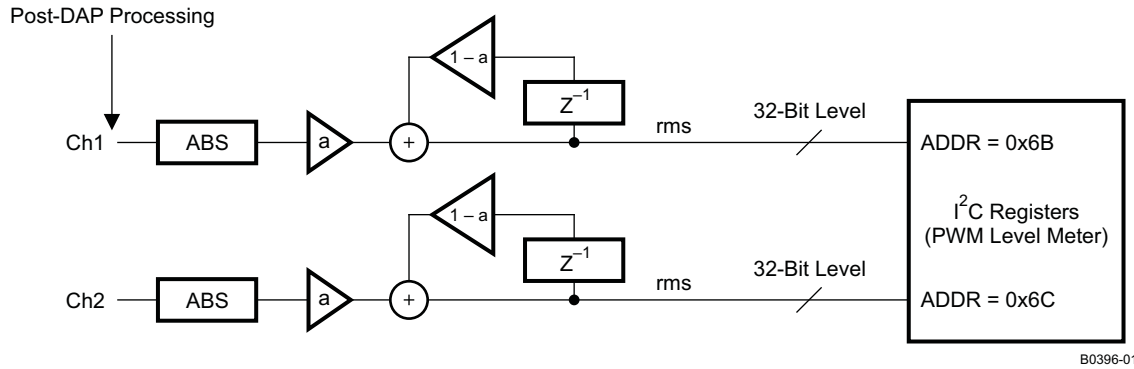 Post-DAP Processing
1 – a
Z–1
Ch1
ABS
a
+
rms
32-Bit Level
ADDR = 0x6B
I2C Registers
(PWM Level Meter)
1 – a
Z–1
Ch2
ABS
a
+
rms
32-Bit Level
ADDR = 0x6C
B0396-01